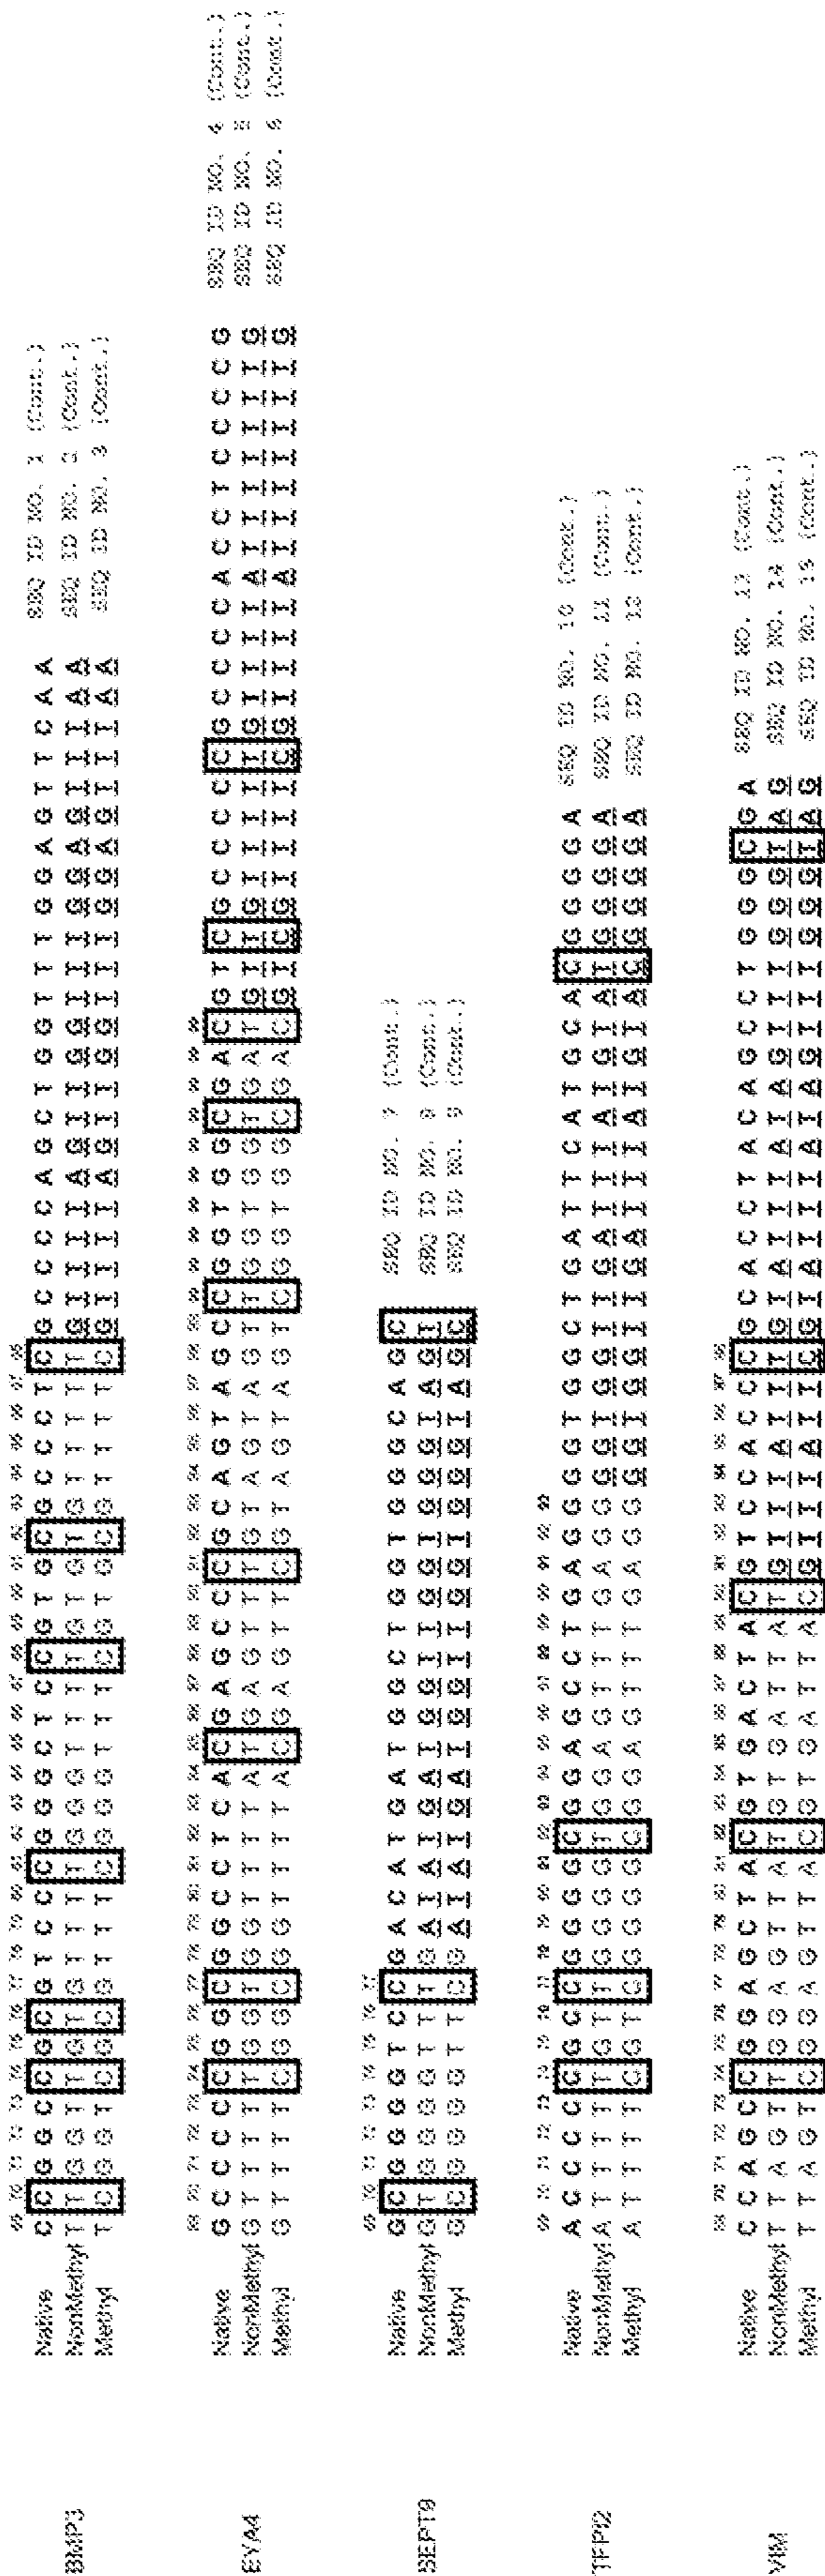 BMP3
Native C C G G C C G C G T C C C G G G C T C C G T G C G C C C T C G C C C C A G C T G G T T T G G A G T T C A A SEQ ID NO. 1 (Cont.)
NonMethyl T T G G T T G T G T T T T G G G T T T T G T G T G T T T T T G T T T T A G T T G G T T T G G A G T T T A A SEQ ID NO. 2 (Cont.)
Methyl T C G G T C G C G T T T C G G G T T T C G T G C G T T T T C G T T T T A G T T G G T T T G G A G T T T A A SEQ ID NO. 3 (Cont.)
EYA4
Native G C C C C C G G C G G C C T C A C G A G C C C G C A G T A G C C G G T G G C G A C G T C G C C C C C G C C C C A C C T C C C C G SEQ ID NO. 4 (Cont.)
NonMethyl G T T T T T G G T G G T T T T A T G A G T T T G T A G T A G T T G G T G G T G A T G T T G T T T T T G T T T T A T T T T T T T G SEQ ID NO. 5 (Cont.)
Methyl G T T T T C G G C G G T T T T A C G A G T T C G T A G T A G T C G G T G G C G A C G T C G T T T T C G T T T T A T T T T T T T G SEQ ID NO. 6 (Cont.)
SEPT9
Native G C G G G G T C C G A C A T G A T G G C T G G T G G G C A G C SEQ ID NO. 7 (Cont.)
NonMethyl G T G G G G T T T G A T A T G A T G G T T G G T G G G T A G T SEQ ID NO. 8 (Cont.)
Methyl G C G G G G T T C G A T A T G A T G G T T G G T G G G T A G C SEQ ID NO. 9 (Cont.)
TFPI2
Native A C C C C C G C C G G G G C G G A G C C T G A G G G G T G G C T G A T T C A T G C A C G G G G A SEQ ID NO. 10 (Cont.)
NonMethyl A T T T T T G T T G G G G T G G A G T T T G A G G G G T G G T T G A T T T A T G T A T G G G G A SEQ ID NO. 11 (Cont.)
Methyl A T T T T C G T C G G G G C G G A G T T T G A G G G G T G G T T G A T T T A T G T A C G G G G A SEQ ID NO. 12 (Cont.)
VIM
Native C C A G C C G G A G C T A C G T G A C T A C G T C C A C C C G C A C C T A C A G C C T G G G C G A SEQ ID NO. 13 (Cont.)
NonMethyl T T A G T T G G A G T T A T G T G A T T A T G T T T A T T T G T A T T T A T A G T T T G G G T A G SEQ ID NO. 14 (Cont.)
Methyl T T A G T C G G A G T T A C G T G A T T A C G T T T A T T C G T A T T T A T A G T T T G G G T A G SEQ ID NO. 15 (Cont.)